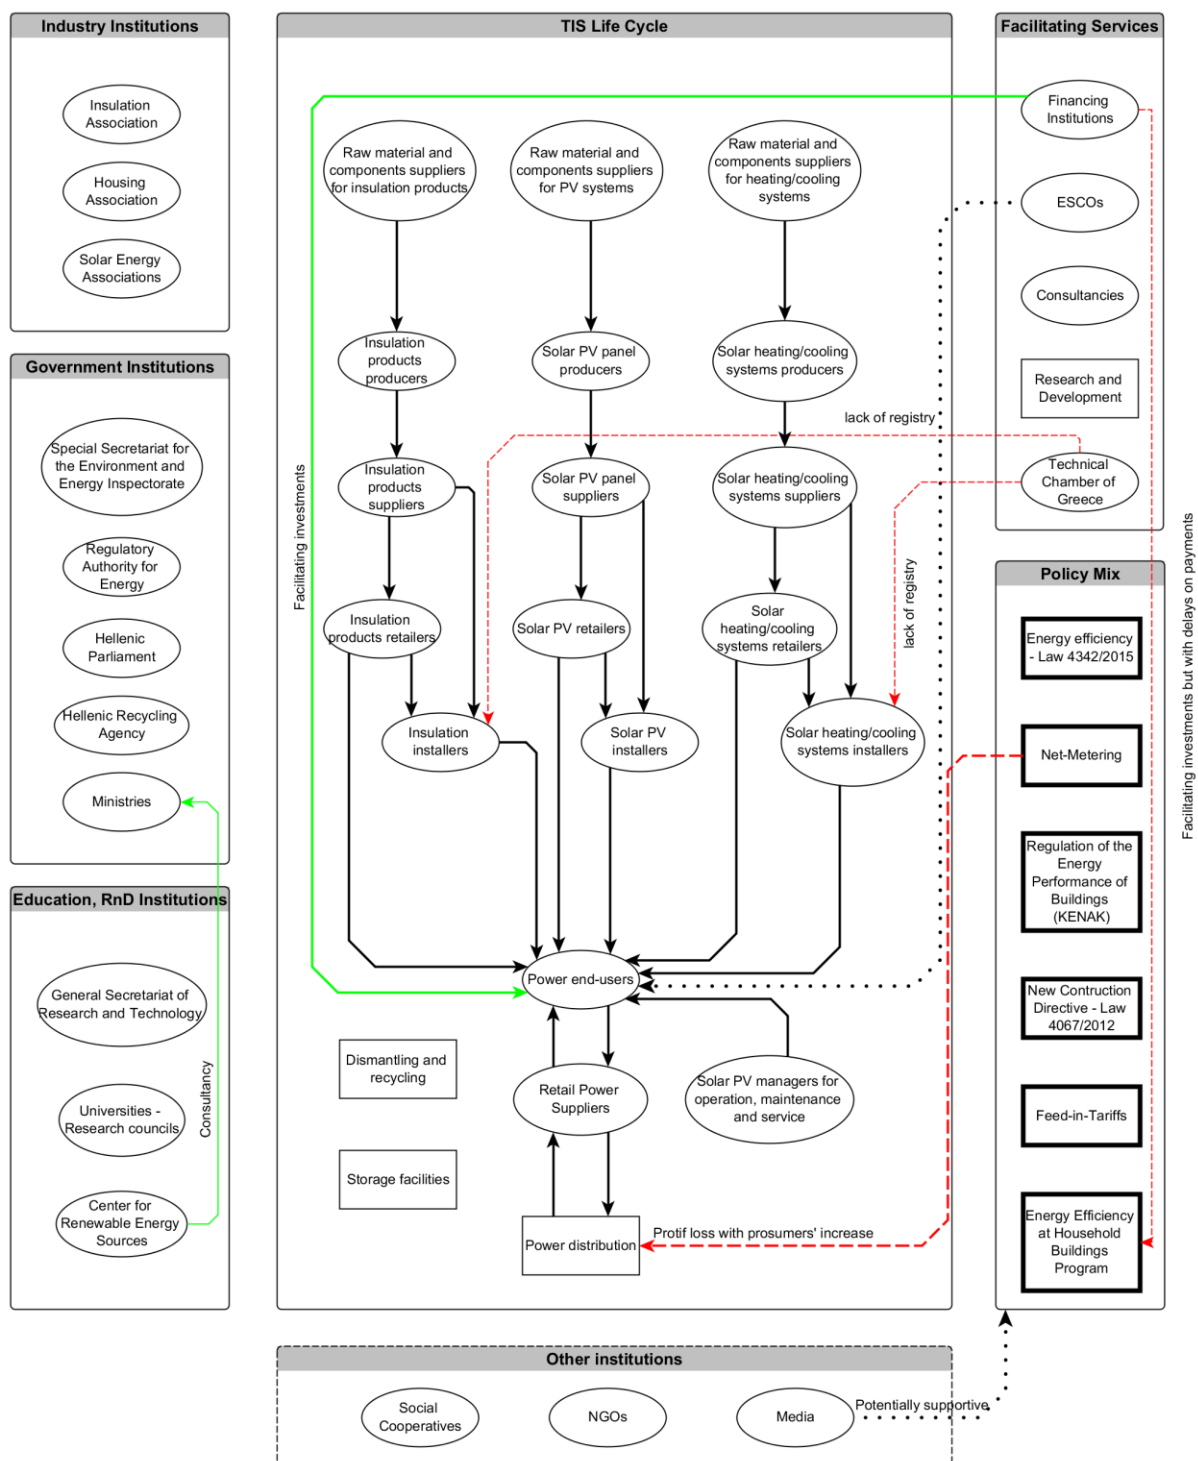 Industry Institutions
Insulation
Association
Housing
Association
Solar Energy
Associations
Government Institutions
Special Secretariat for
the Environment and
Energy Inspectorate
Regulatory
Authority for
Energy
Hellenic
Parliament
Hellenic Recycling
Agency
Ministries
Education, RnD Institutions
General Secretariat of
Research and Technology
Universities -
Research councils
Center for
Renewable Energy
Sources
Consultancy
TIS Life Cycle
Raw material and
components suppliers
for insulation products
Raw material and
components suppliers
for PV systems
Raw material and
components suppliers
for heating/cooling
systems
Insulation
products
producers
Solar PV panel
producers
Solar heating/cooling
systems producers
lack of registry
Facilitating investments
Insulation
products
suppliers
Solar PV panel
suppliers
Solar heating/cooling
systems suppliers
lack of registry
Insulation
products retailers
Solar PV retailers
Solar
heating/cooling
systems retailers
Insulation
installers
Solar PV
installers
Solar heating/cooling
systems installers
Power end-users
Dismantling and
recycling
Retail Power
Suppliers
Solar PV managers for
operation, maintenance
and service
Storage facilities
Power distribution
Protif loss with prosumers' increase
Facilitating Services
Financing
Institutions
ESCOs
Consultancies
Research and
Development
Technical
Chamber of
Greece
Facilitating investments but with delays on payments
Policy Mix
Energy efficiency
- Law 4342/2015
Net-Metering
Regulation of the
Energy
Performance of
Buildings
(KENAK)
New Contruction
Directive - Law
4067/2012
Feed-in-Tariffs
Energy Efficiency
at Household
Buildings
Program
Other institutions
Social
Cooperatives
NGOs
Media
Potentially supportive